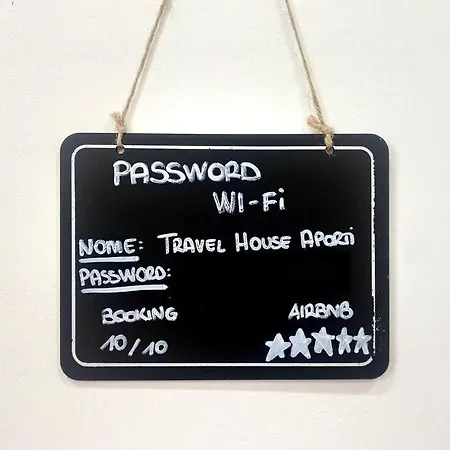 PASSWORD
WI-Fi
NOME: TRAVEL HOUSE APORTI
PASSWORD:
BOOKING AIRBNB
10/10